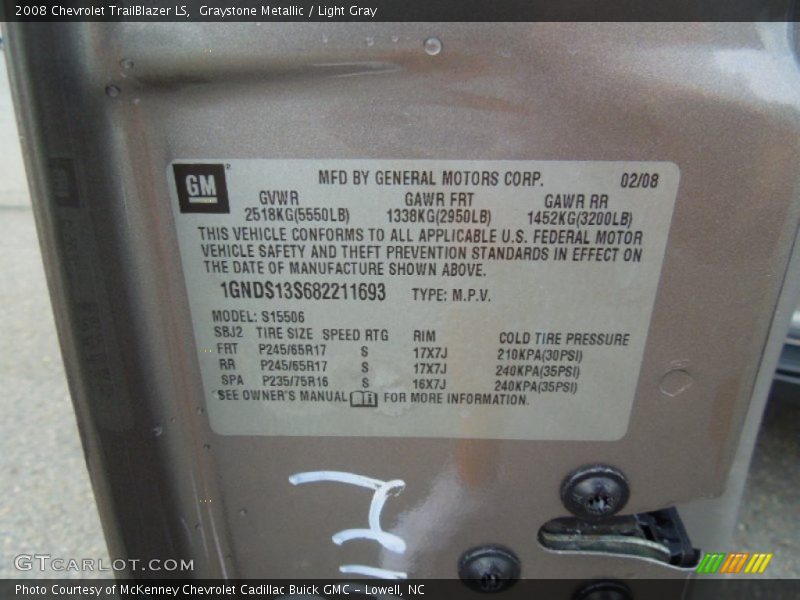 2008 Chevrolet TrailBlazer LS, Graystone Metallic / Light Gray
GM
MFD BY GENERAL MOTORS CORP. 02/08
GVWR GAWR FRT GAWR RR
2518KG(5550LB) 1338KG(2950LB) 1452KG(3200LB)
THIS VEHICLE CONFORMS TO ALL APPLICABLE U.S. FEDERAL MOTOR
VEHICLE SAFETY AND THEFT PREVENTION STANDARDS IN EFFECT ON
THE DATE OF MANUFACTURE SHOWN ABOVE.
1GNDS13S682211693 TYPE: M.P.V.
MODEL: S15506
SBJ2 TIRE SIZE SPEED RTG RIM COLD TIRE PRESSURE
FRT P245/65R17 S 17X7J 210KPA(30PSI)
RR P245/65R17 S 17X7J 240KPA(35PSI)
SPA P235/75R16 S 16X7J 240KPA(35PSI)
SEE OWNER'S MANUAL FOR MORE INFORMATION.
GTCARLOT.COM
Photo Courtesy of McKenney Chevrolet Cadillac Buick GMC - Lowell, NC